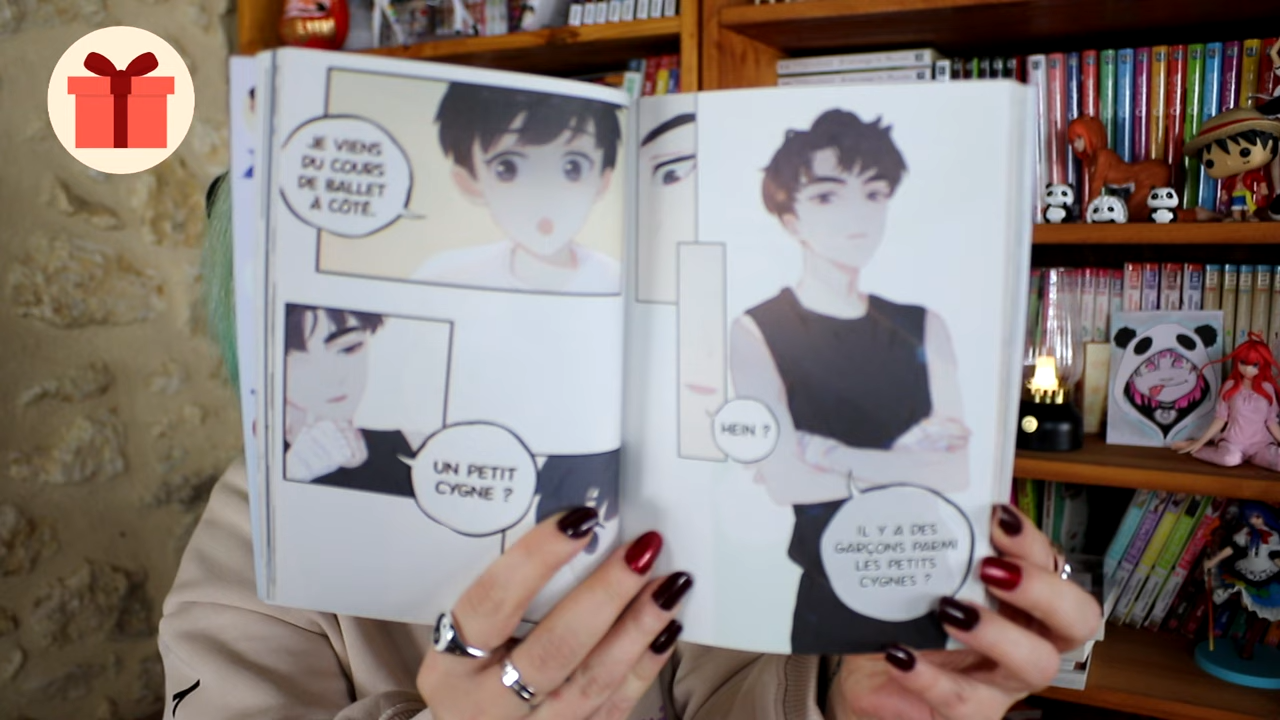 JE VIENS
DU COURS
DE BALLET
À CÔTÉ.
UN PETIT
CYGNE ?
HEIN ?
IL Y A DES
GARÇONS PARMI
LES PETITS
CYGNES ?